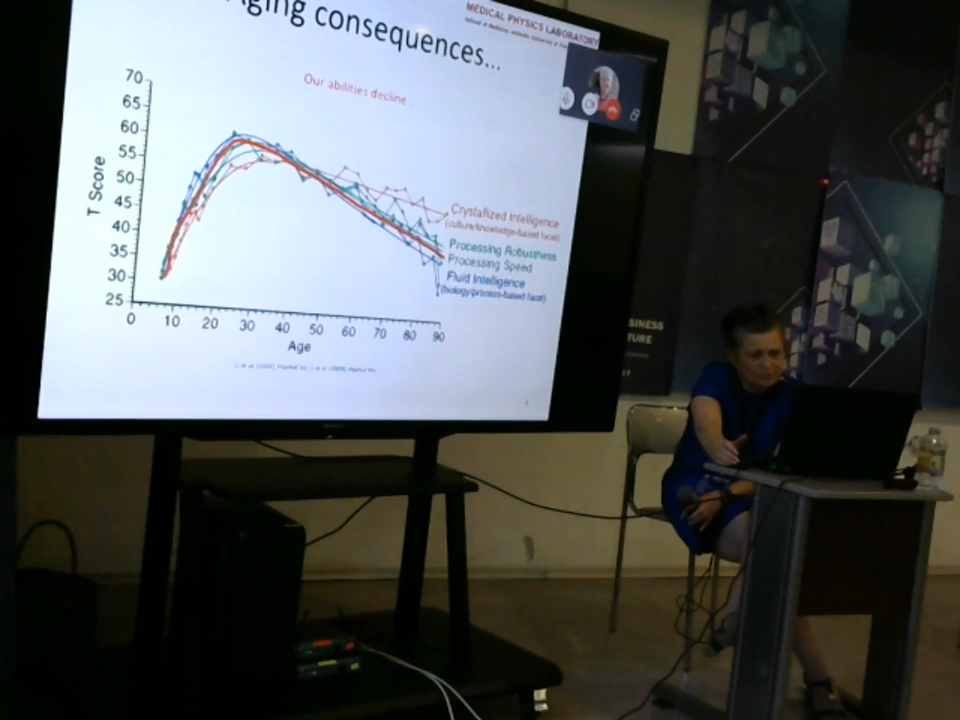 ging consequences...
MEDICAL PHYSICS LABORATORY
Our abilities decline...
T Score
70
65
60
55
50
45
40
35
30
25
0 10 20 30 40 50 60 70 80 90
Age
Crystallized Intelligence
(culture/knowledge-based facet)
Processing Robustness
Processing Speed
Fluid Intelligence
(biology/process-based facet)